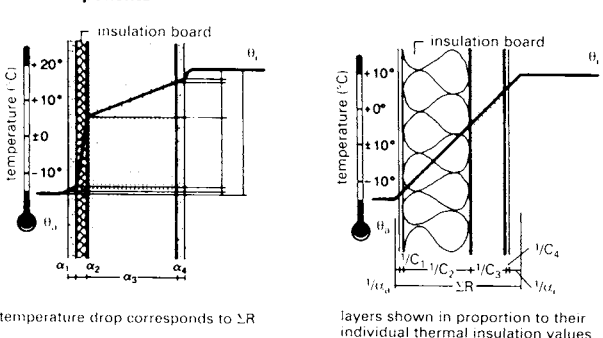 insulation board
θi
temperature (°C)
+20°
+10°
±0
-10°
θa
α1 α2 α3 α4
temperature drop corresponds to ΣR
insulation board
θi
temperature (°C)
+10°
+0°
±10°
-10°
θa
1/C4
1/C1 1/C2 1/C3
1/αa ΣR 1/αi
layers shown in proportion to their
individual thermal insulation values